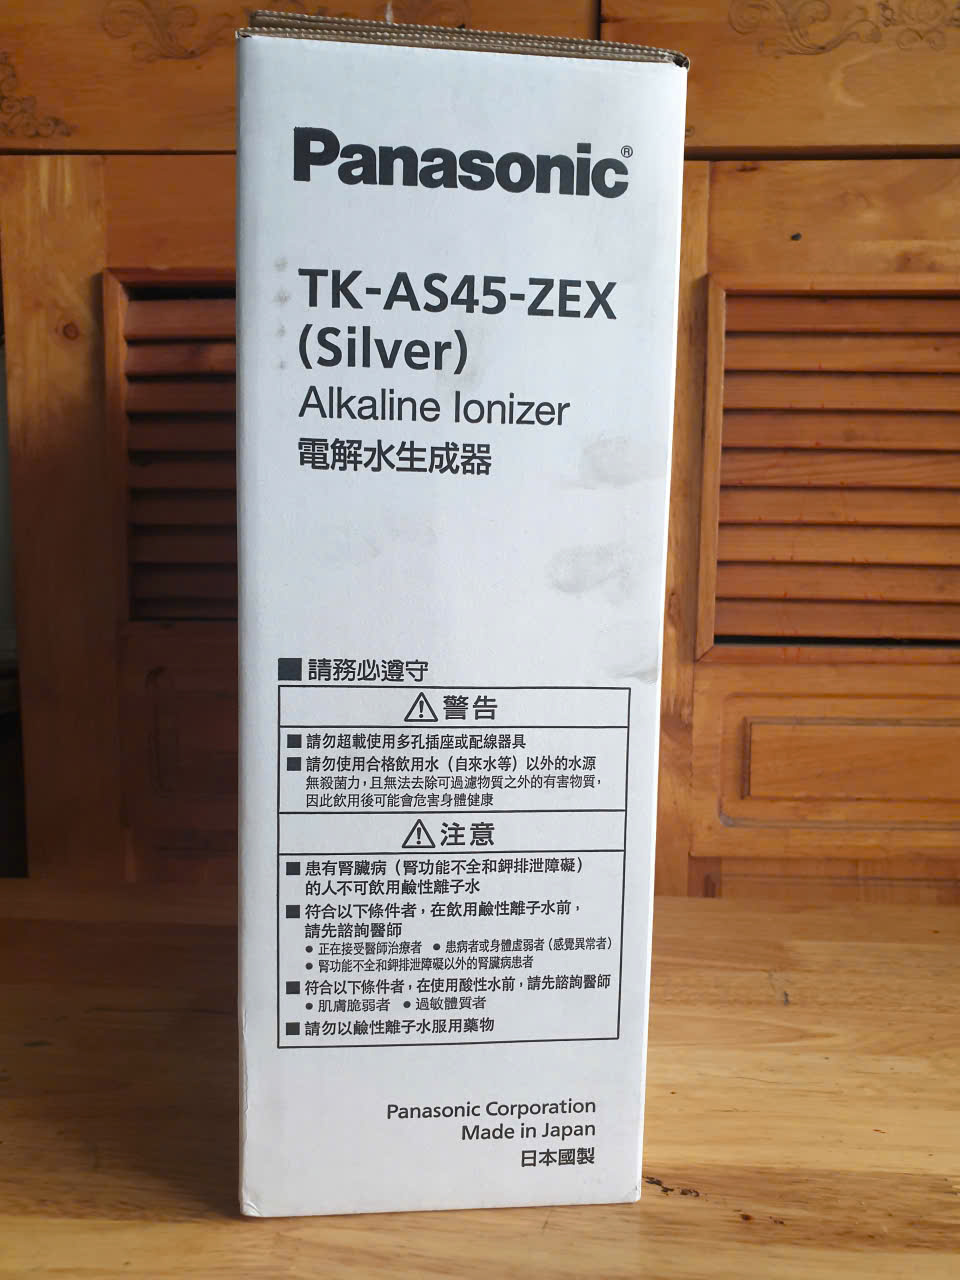 Panasonic®
TK-AS45-ZEX
(Silver)
Alkaline Ionizer
電解水生成器
■ 請務必遵守
⚠ 警告
■ 請勿超載使用多孔插座或配線器具
■ 請勿使用合格飲用水（自來水等）以外的水源
無殺菌力，且無法去除可過濾物質之外的有害物質，
因此飲用後可能會危害身體健康
⚠ 注意
■ 患有腎臟病（腎功能不全和鉀排泄障礙）
的人不可飲用鹼性離子水
■ 符合以下條件者，在飲用鹼性離子水前，
請先諮詢醫師
● 正在接受醫師治療者 ● 患病者或身體虛弱者（感覺異常者）
● 腎功能不全和鉀排泄障礙以外的腎臟病患者
■ 符合以下條件者，在使用酸性水前，請先諮詢醫師
● 肌膚脆弱者 ● 過敏體質者
■ 請勿以鹼性離子水服用藥物
Panasonic Corporation
Made in Japan
日本國製